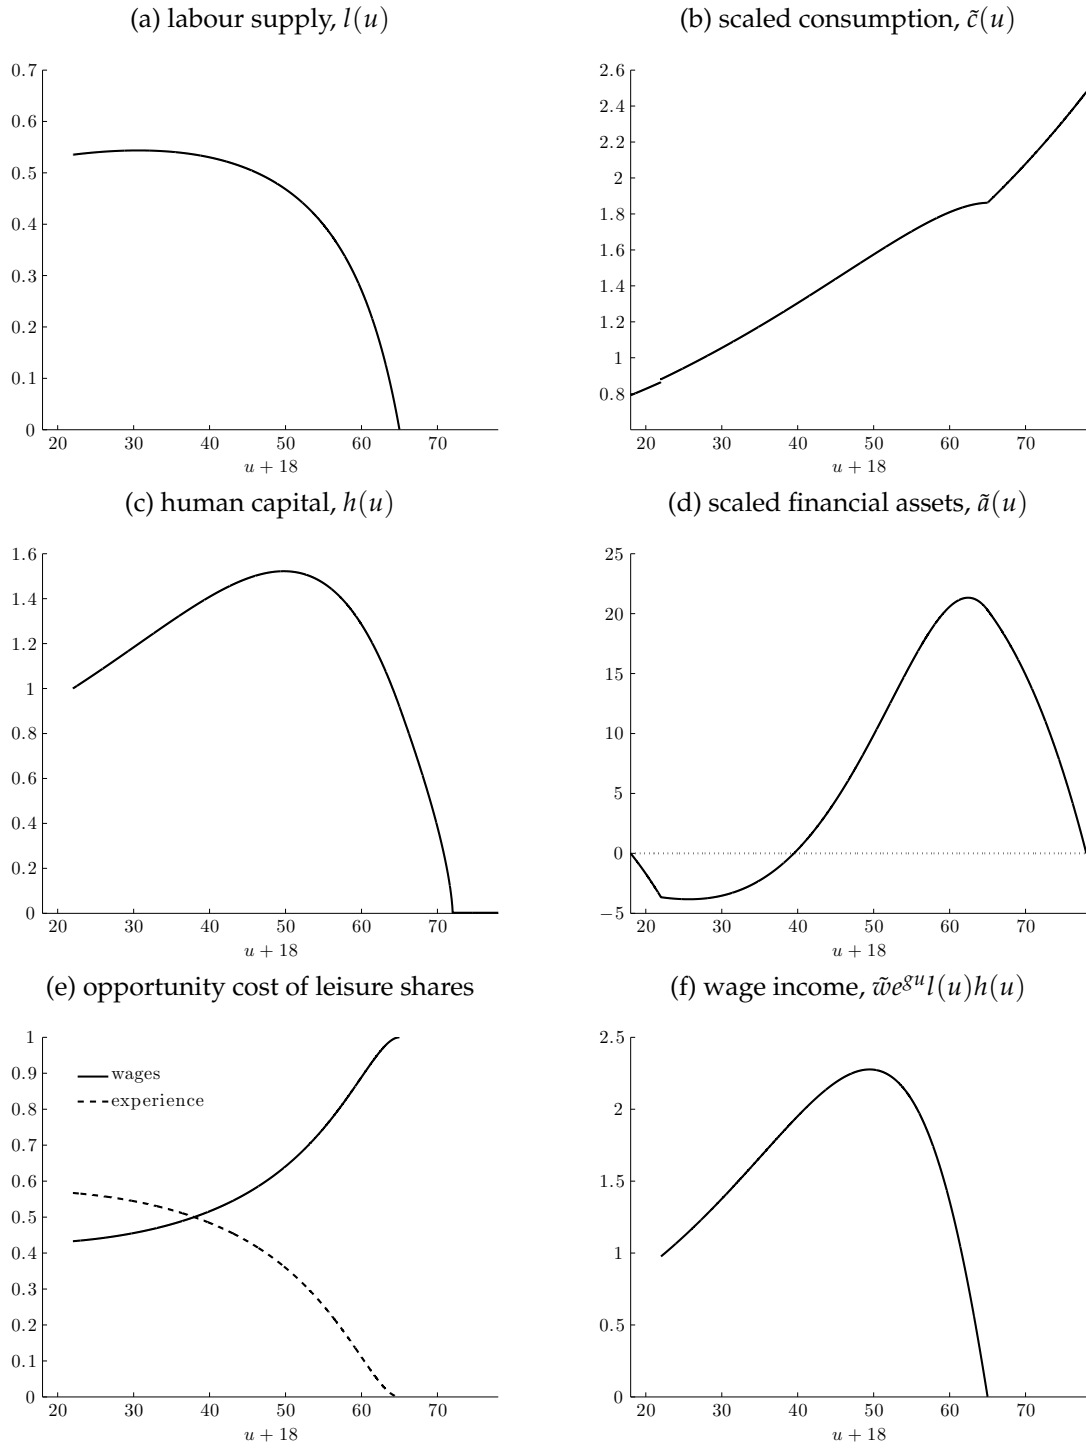 (a) labour supply, l(u)
0.7
0.6
0.5
0.4
0.3
0.2
0.1
0
20 30 40 50 60 70
u + 18
(b) scaled consumption, c̃(u)
2.6
2.4
2.2
2
1.8
1.6
1.4
1.2
1
0.8
20 30 40 50 60 70
u + 18
(c) human capital, h(u)
1.6
1.4
1.2
1
0.8
0.6
0.4
0.2
0
20 30 40 50 60 70
u + 18
(d) scaled financial assets, ã(u)
25
20
15
10
5
0
−5
20 30 40 50 60 70
u + 18
(e) opportunity cost of leisure shares
1
0.9
0.8
0.7
0.6
0.5
0.4
0.3
0.2
0.1
0
wages
experience
20 30 40 50 60 70
u + 18
(f) wage income, w̃e^{gu}l(u)h(u)
2.5
2
1.5
1
0.5
0
20 30 40 50 60 70
u + 18